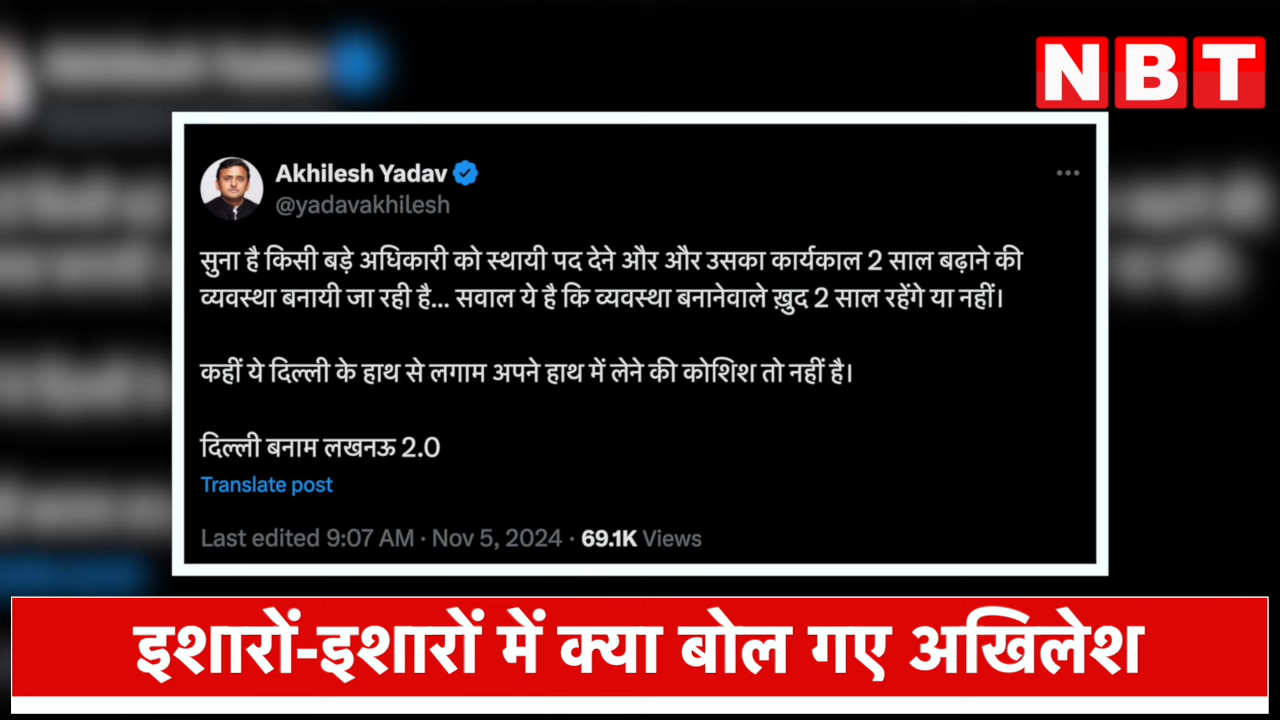 NBT
Akhilesh Yadav
@yadavakhilesh
सुना है किसी बड़े अधिकारी को स्थायी पद देने और और उसका कार्यकाल 2 साल बढ़ाने की
व्यवस्था बनायी जा रही है... सवाल ये है कि व्यवस्था बनानेवाले ख़ुद 2 साल रहेंगे या नहीं।
कहीं ये दिल्ली के हाथ से लगाम अपने हाथ में लेने की कोशिश तो नहीं है।
दिल्ली बनाम लखनऊ 2.0
Translate post
Last edited 9:07 AM · Nov 5, 2024 · 69.1K Views
इशारों-इशारों में क्या बोल गए अखिलेश